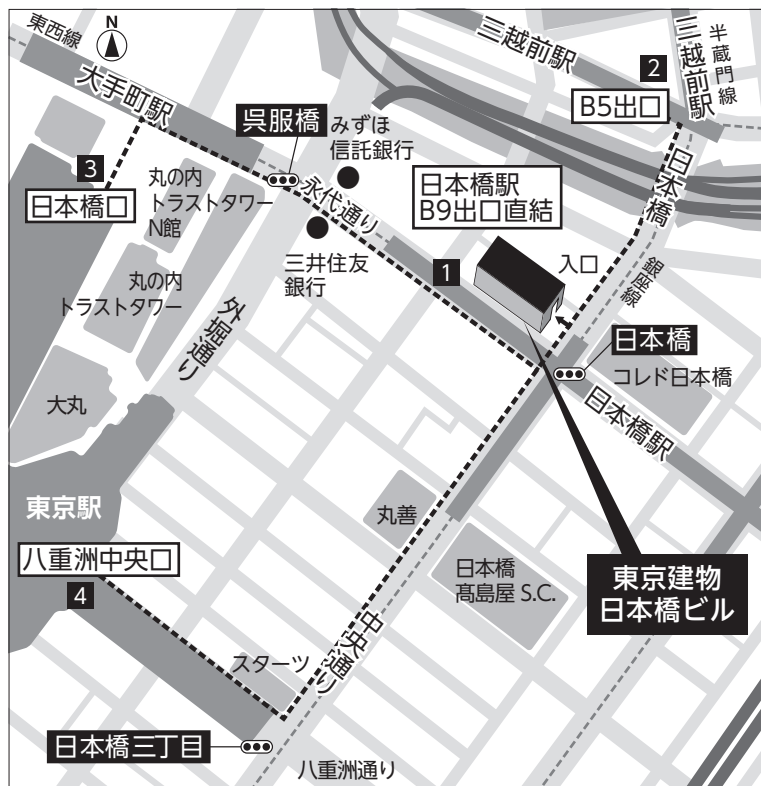 N
東西線
大手町駅
三越前駅
2
三越前駅
半蔵門線
B5出口
呉服橋
みずほ
信託銀行
日本橋
3
日本橋口
丸の内
トラストタワー
N館
永代通り
日本橋駅
B9出口直結
三井住友
銀行
1
入口
銀座線
丸の内
トラストタワー
外堀通り
日本橋
コレド日本橋
日本橋駅
大丸
東京駅
丸善
八重洲中央口
4
日本橋
髙島屋 S.C.
東京建物
日本橋ビル
スターツ
中央通り
日本橋三丁目
八重洲通り